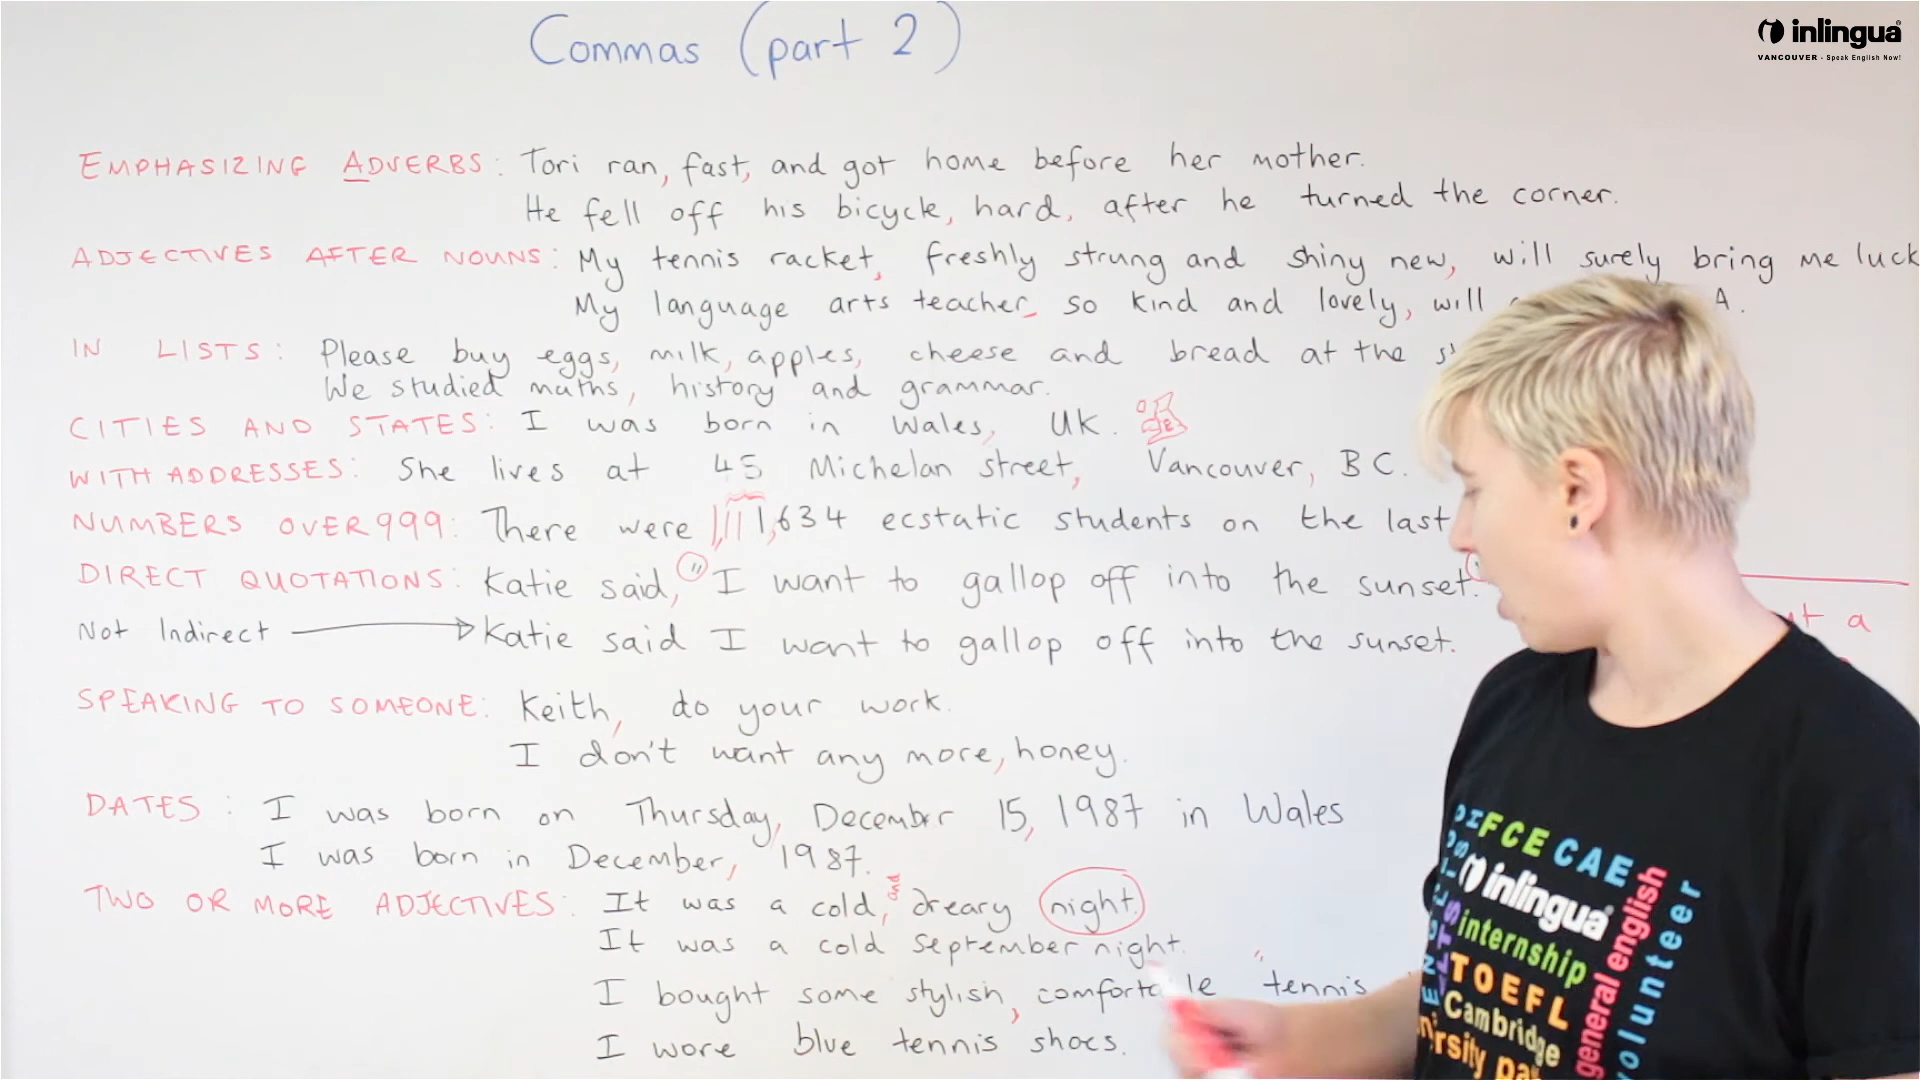 Commas (part 2)
inlingua
VANCOUVER - Speak English Now!
EMPHASIZING ADVERBS: Tori ran, fast, and got home before her mother.
He fell off his bicycle, hard, after he turned the corner.
ADJECTIVES AFTER NOUNS: My tennis racket, freshly strung and shiny new, will surely bring me luck
My language arts teacher, so kind and lovely, will A.
IN LISTS: Please buy eggs, milk, apples, cheese and bread at the
We studied maths, history and grammar.
CITIES AND STATES: I was born in Wales, UK.
WITH ADDRESSES: She lives at 45 Michelan street, Vancouver, BC.
NUMBERS OVER 999: There were 1,111,634 ecstatic students on the last
DIRECT QUOTATIONS: Katie said, " I want to gallop off into the sunset.
Not Indirect → Katie said I want to gallop off into the sunset.
a
SPEAKING TO SOMEONE: Keith, do your work.
I don't want any more, honey.
DATES: I was born on Thursday, December 15, 1987 in Wales
I was born in December, 1987.
and
TWO OR MORE ADJECTIVES: It was a cold, dreary night.
It was a cold September night.
I bought some stylish, comfortable tennis
I wore blue tennis shoes.
FCE CAE
inlingua
internship
TOEFL
Cambridge
general english
volunteer